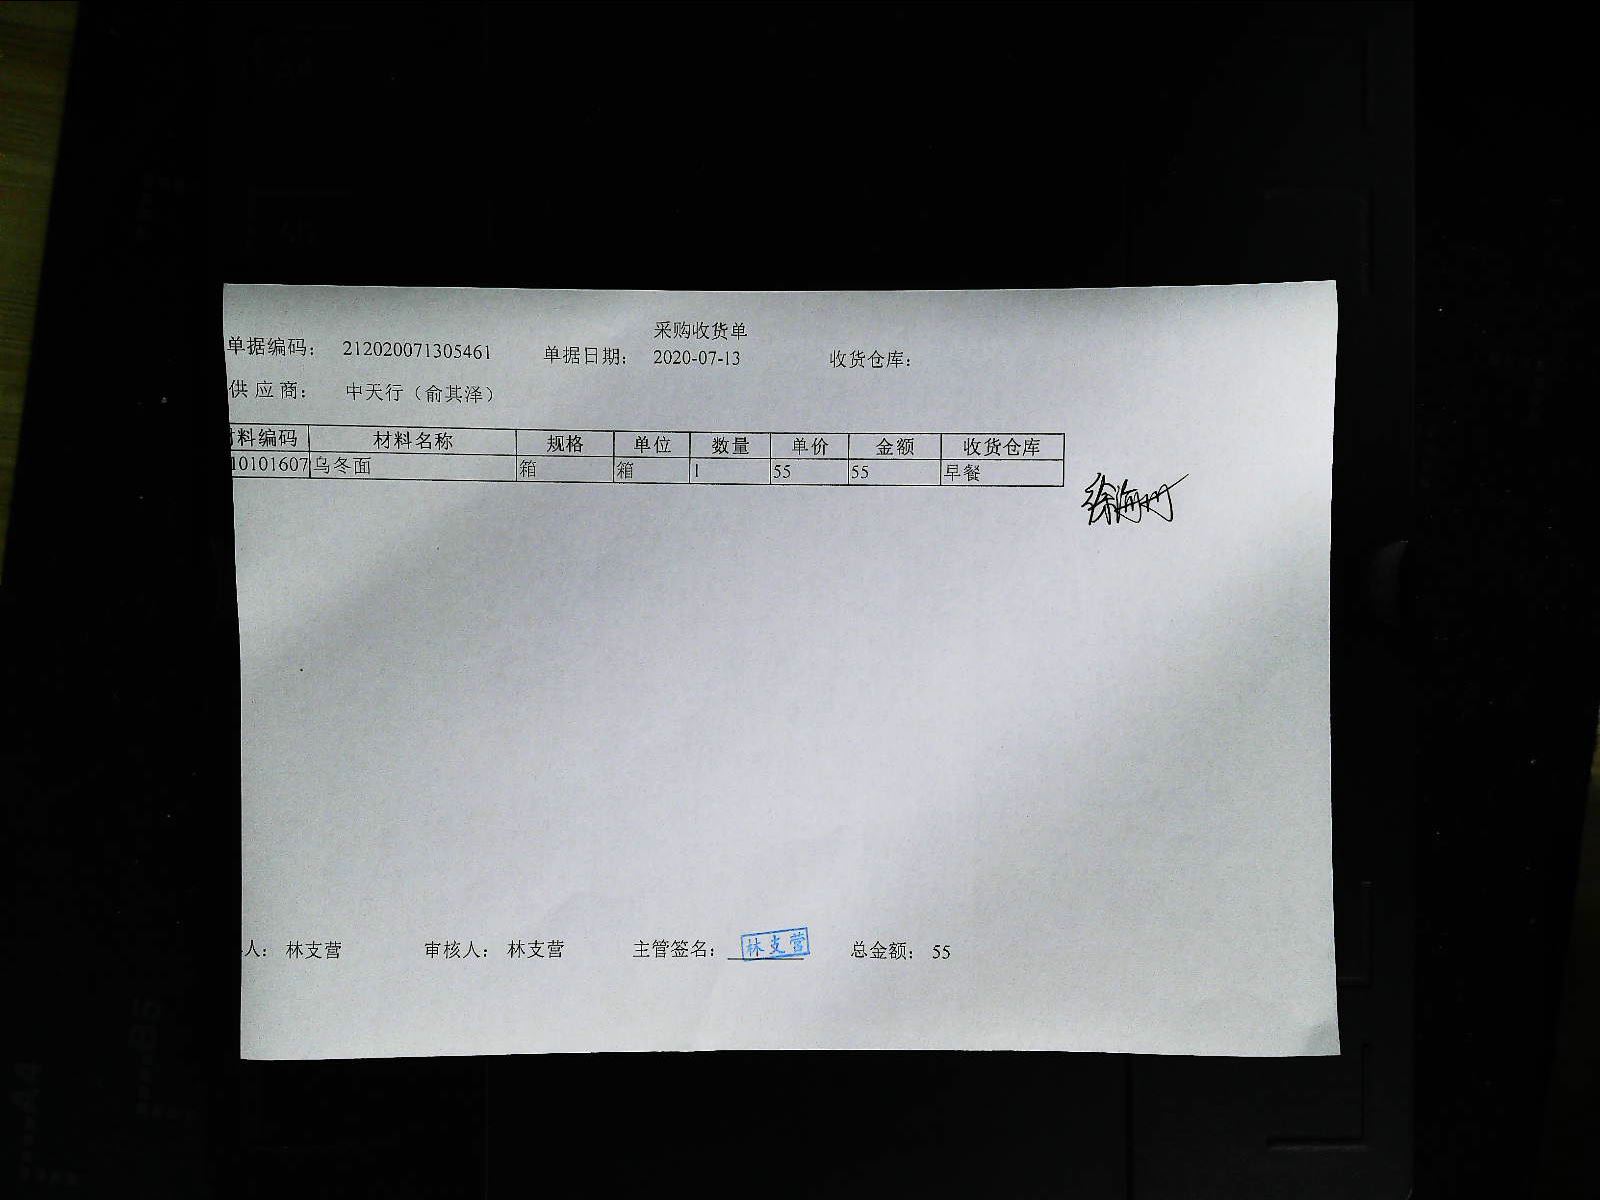 采购收货单
单据编码： 212020071305461 单据日期： 2020-07-13 收货仓库：
供应商： 中天行（俞其泽）
材料编码 材料名称 规格 单位 数量 单价 金额 收货仓库
10101607 乌冬面 箱 箱 1 55 55 早餐
人： 林支营 审核人： 林支营 主管签名： 林支营 总金额： 55